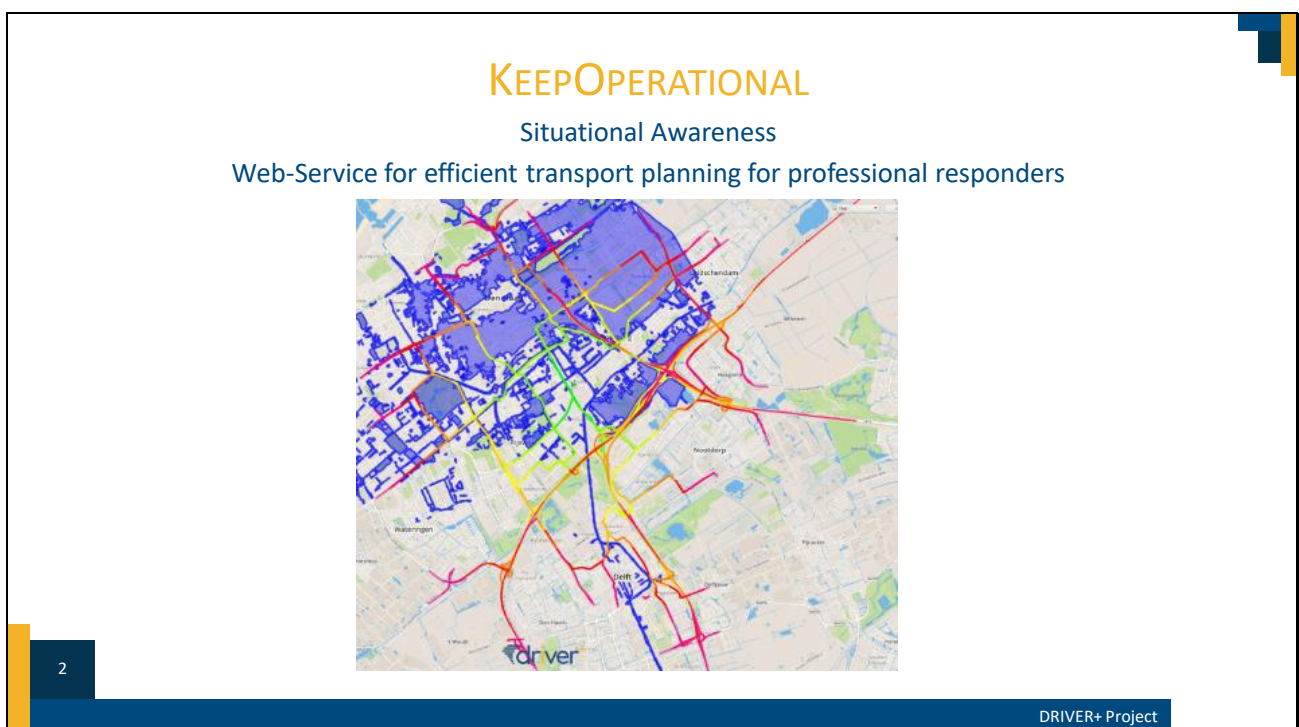 KEEPOPERATIONAL
Situational Awareness
Web-Service for efficient transport planning for professional responders
Leidschendam
Nootdorp
Wateringen
Delft
driver
2
DRIVER+ Project